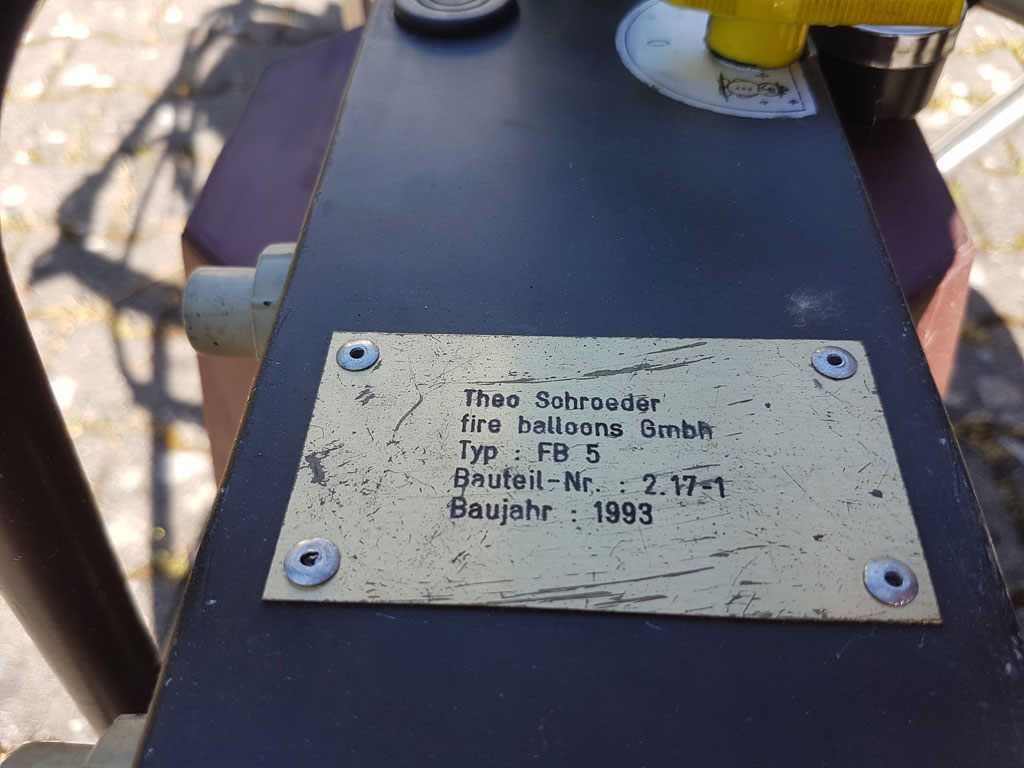 Theo Schroeder
fire balloons Gmbh
Typ : FB 5
Bauteil-Nr. : 2.17-1
Baujahr : 1993